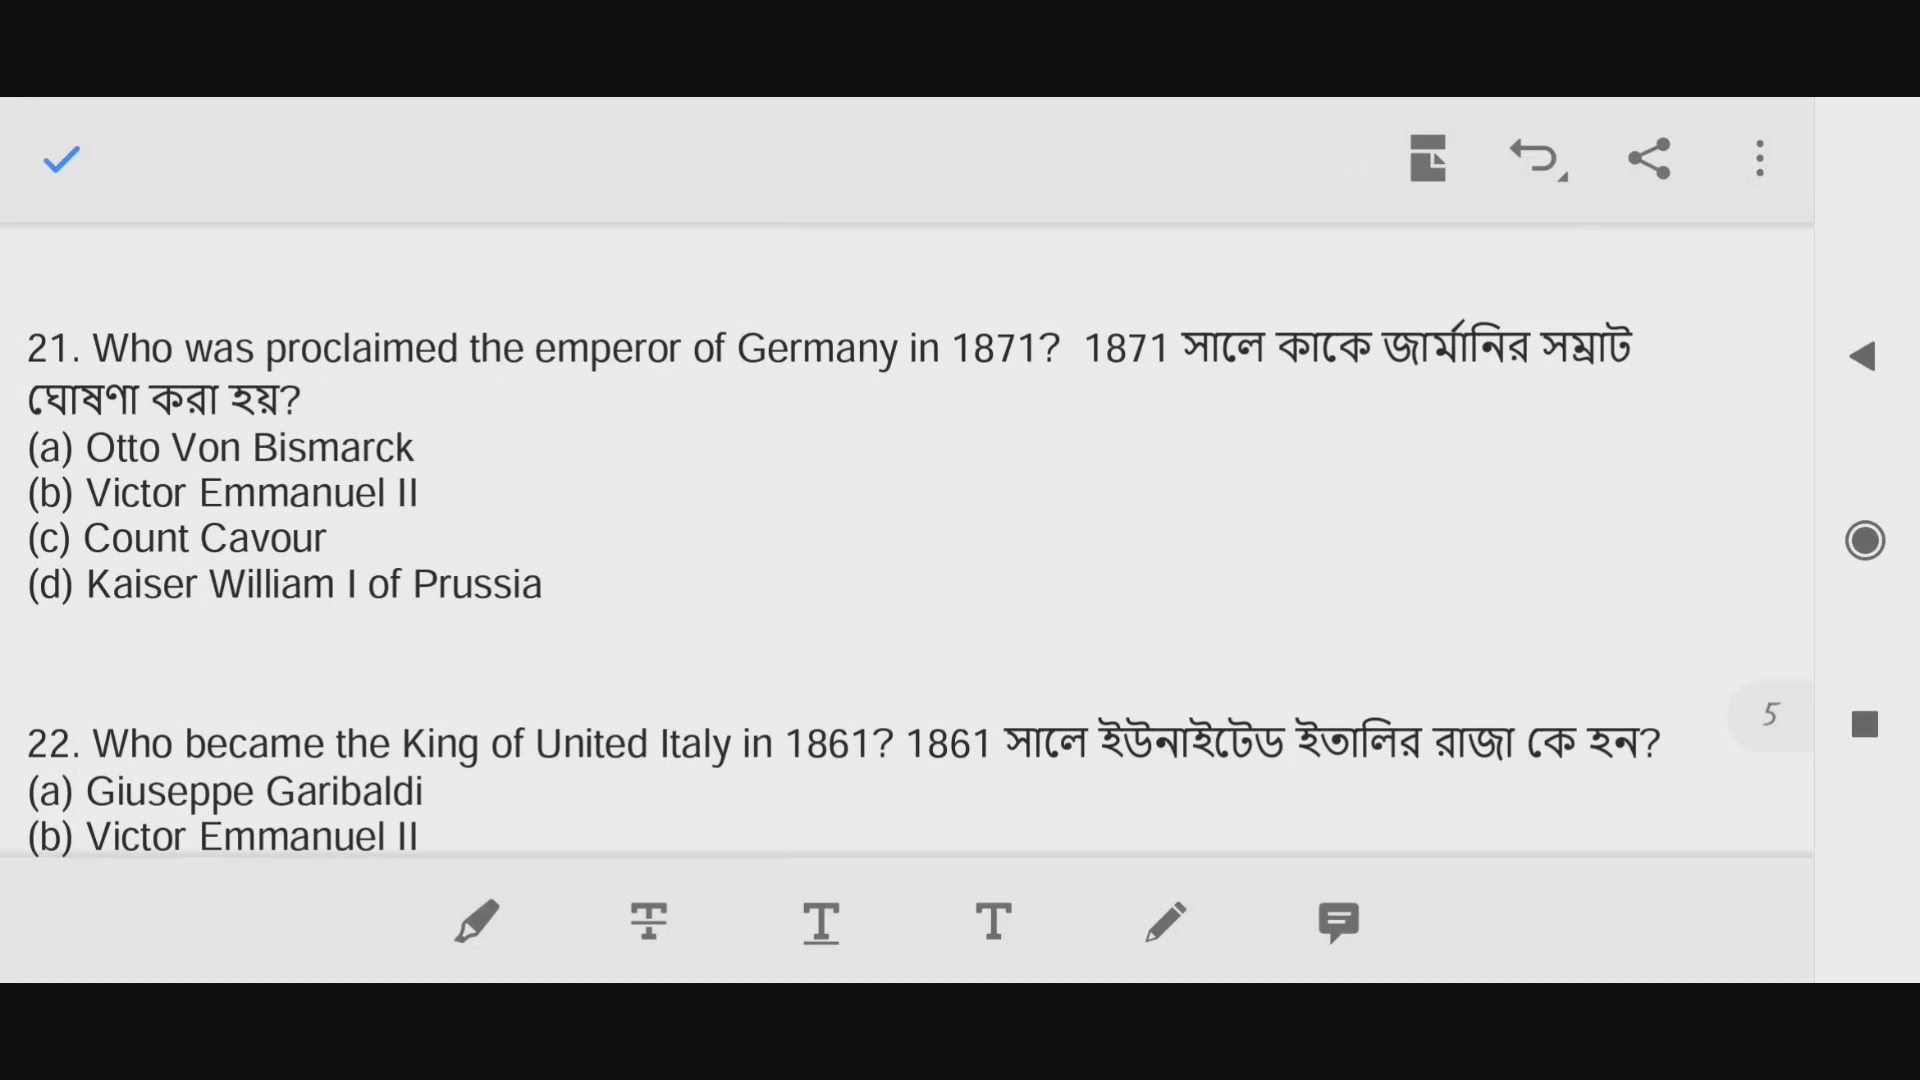 21. Who was proclaimed the emperor of Germany in 1871?  1871 সালে কাকে জার্মানির সম্রাট
ঘোষণা করা হয়?
(a) Otto Von Bismarck
(b) Victor Emmanuel II
(c) Count Cavour
(d) Kaiser William I of Prussia
5
22. Who became the King of United Italy in 1861? 1861 সালে ইউনাইটেড ইতালির রাজা কে হন?
(a) Giuseppe Garibaldi
(b) Victor Emmanuel II